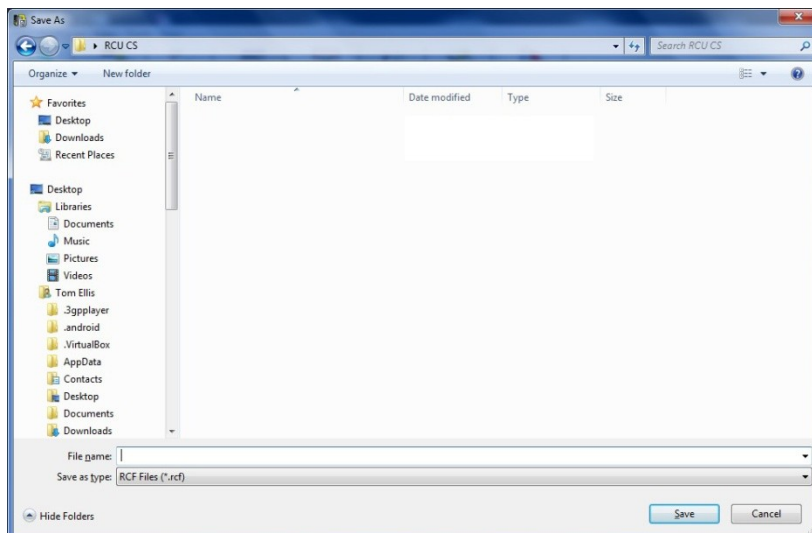 Save As
RCU CS
Search RCU CS
Organize
New folder
Name
Date modified
Type
Size
Favorites
Desktop
Downloads
Recent Places
Desktop
Libraries
Documents
Music
Pictures
Videos
Tom Ellis
.3gpplayer
.android
.VirtualBox
AppData
Contacts
Desktop
Documents
Downloads
File name:
Save as type: RCF Files (*.rcf)
Hide Folders
Save
Cancel